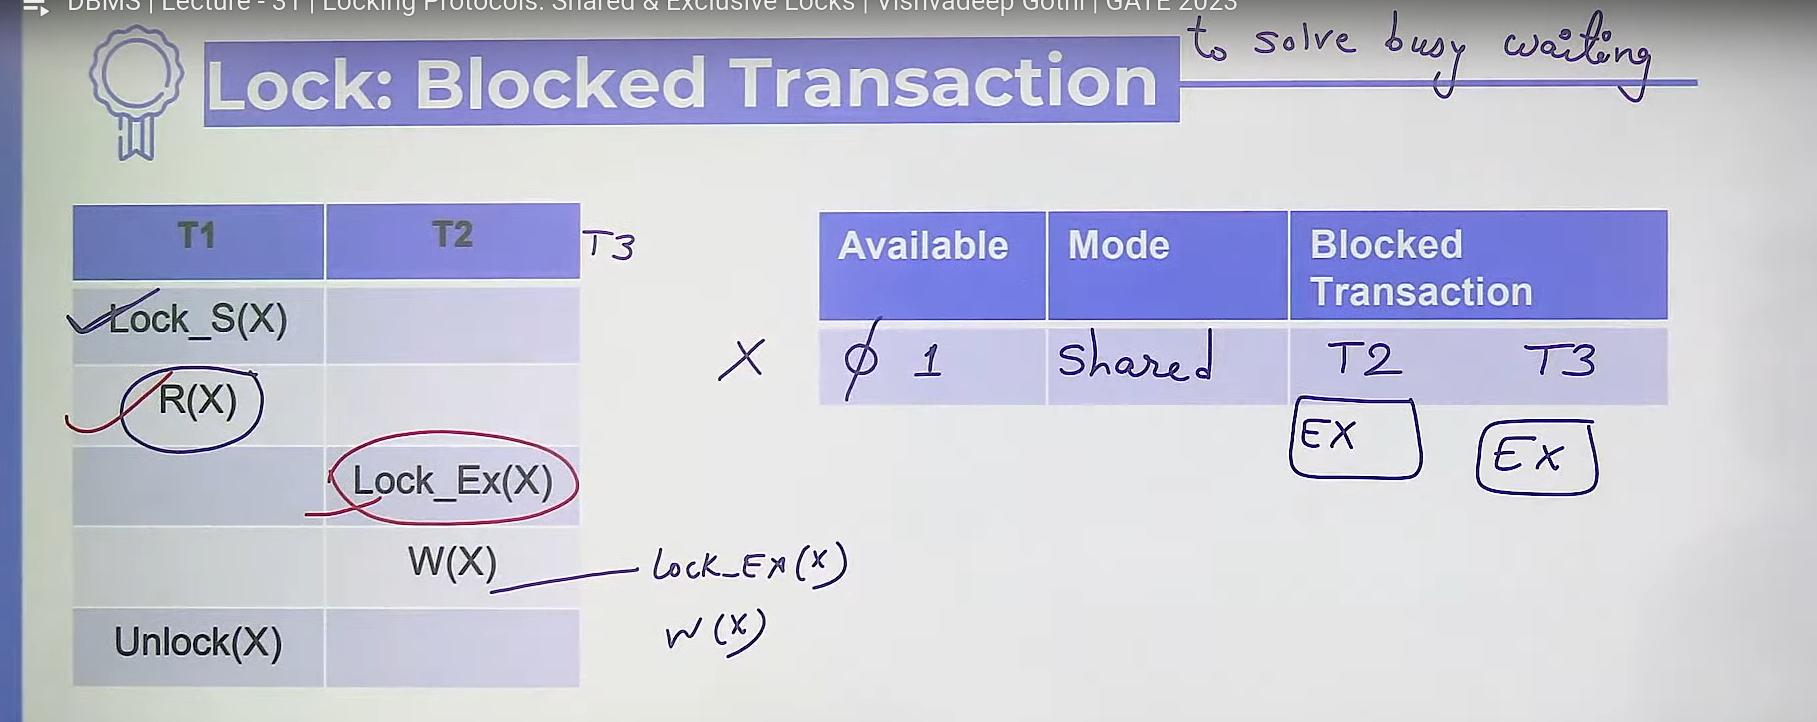 DBMS | Lecture - 31 | Locking Protocols: Shared & Exclusive Locks | Vishvadeep Gothi | GATE 2023
to solve busy waiting
Lock: Blocked Transaction
T1 T2 T3
Lock_S(X)
R(X)
Lock_Ex(X)
W(X) Lock_Ex(X)
W(X)
Unlock(X)
Available Mode Blocked Transaction
X 0 1 Shared T2 T3
EX EX